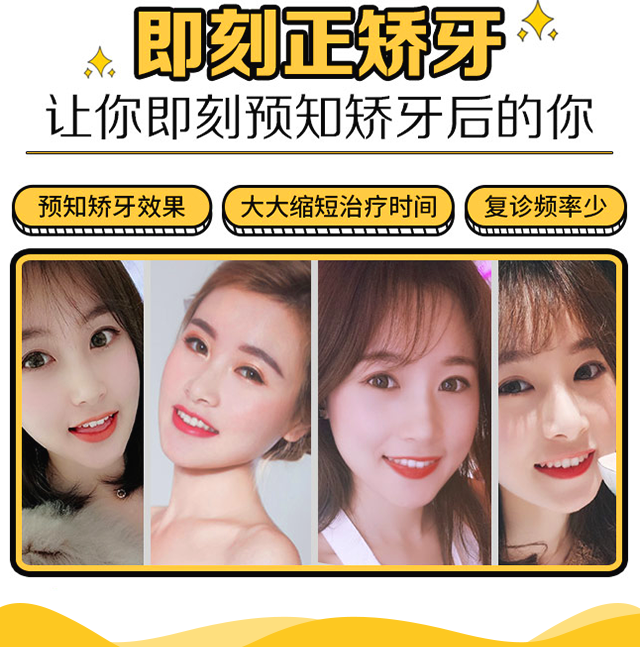 即刻正矫牙
让你即刻预知矫牙后的你
预知矫牙效果
大大缩短治疗时间
复诊频率少